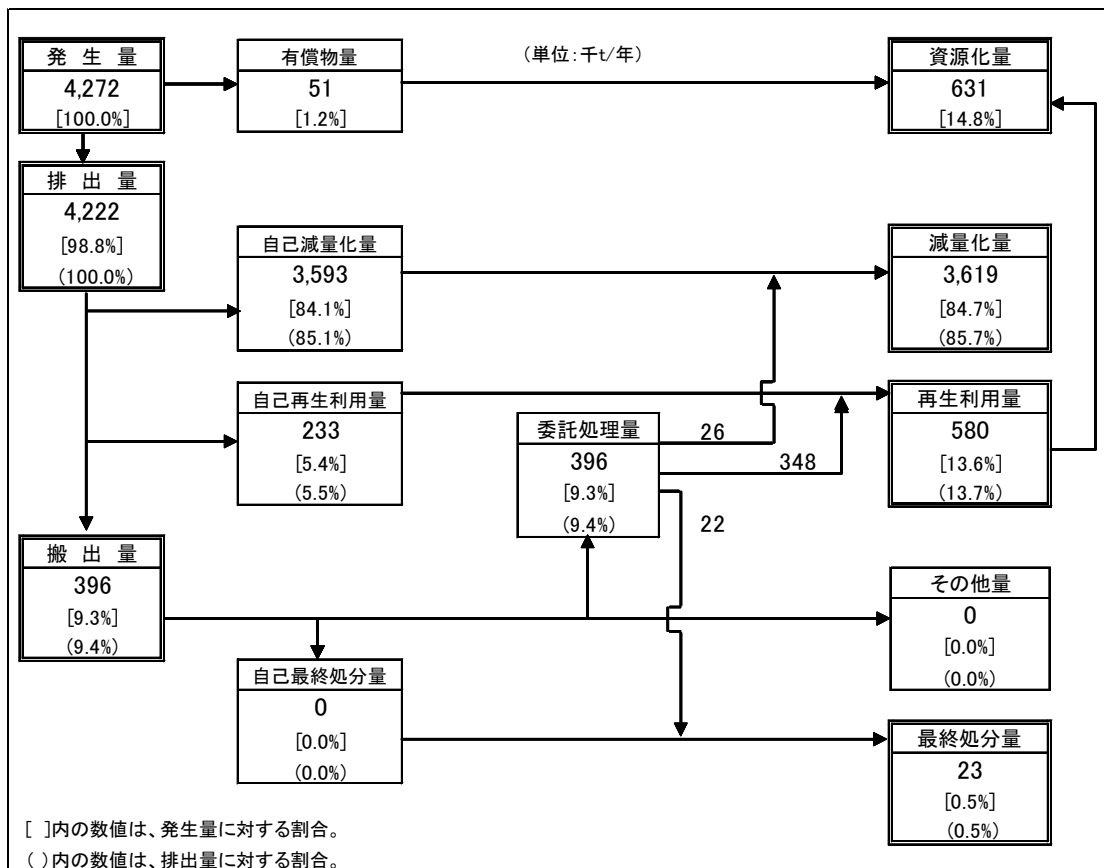 発 生 量
4,272
[100.0%]
有償物量
51
[1.2%]
(単位:千t/年)
資源化量
631
[14.8%]
排 出 量
4,222
[98.8%]
(100.0%)
自己減量化量
3,593
[84.1%]
(85.1%)
減量化量
3,619
[84.7%]
(85.7%)
自己再生利用量
233
[5.4%]
(5.5%)
委託処理量
396
[9.3%]
(9.4%)
26
348
22
再生利用量
580
[13.6%]
(13.7%)
搬 出 量
396
[9.3%]
(9.4%)
その他量
0
[0.0%]
(0.0%)
自己最終処分量
0
[0.0%]
(0.0%)
最終処分量
23
[0.5%]
(0.5%)
[ ]内の数値は、発生量に対する割合。
( )内の数値は、排出量に対する割合。